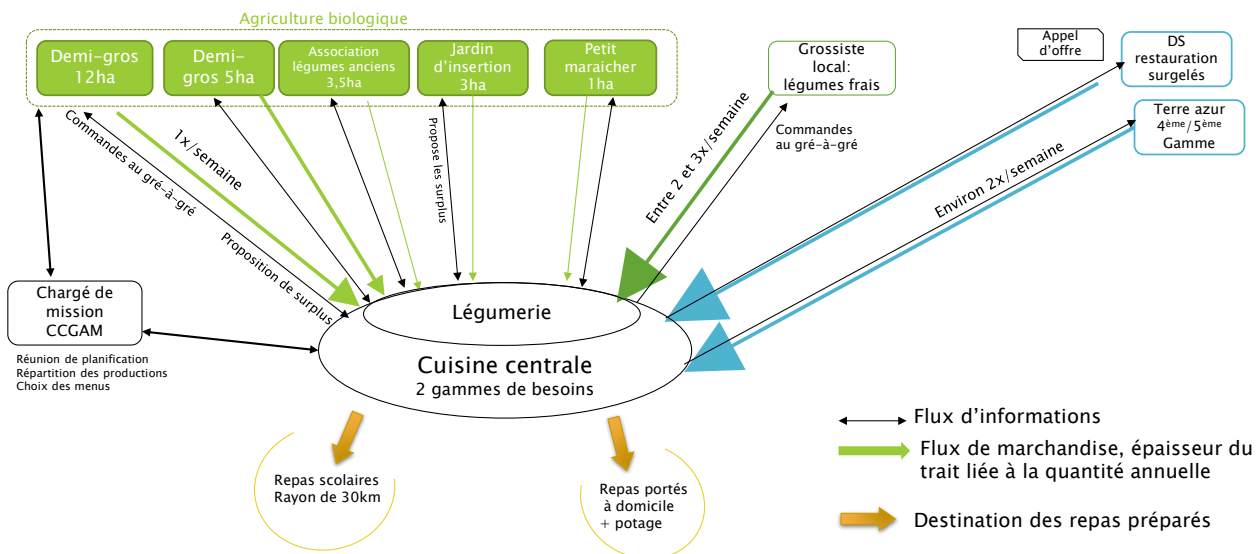 Agriculture biologique
Demi-gros
12ha
Demi-
gros 5ha
Association
légumes anciens
3,5ha
Jardin
d'insertion
3ha
Petit
maraicher
1ha
Grossiste
local:
légumes frais
Appel
d'offre
DS
restauration
surgelés
Terre azur
4ème/5ème
Gamme
Commandes au gré-à-gré
1x/semaine
Propose les surplus
Entre 2 et 3x/semaine
Commandes
au gré-à-gré
Environ 2x/semaine
Proposition de surplus
Chargé de
mission
CCGAM
Réunion de planification
Répartition des productions
Choix des menus
Légumerie
Cuisine centrale
2 gammes de besoins
Flux d'informations
Flux de marchandise, épaisseur du
trait liée à la quantité annuelle
Destination des repas préparés
Repas scolaires
Rayon de 30km
Repas portés
à domicile
+ potage